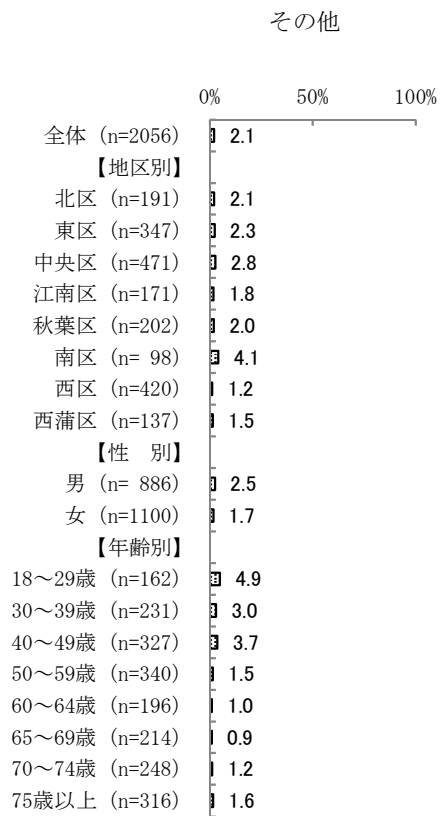 その他
0% 50% 100%
全体 (n=2056) 2.1
【地区別】
北区 (n=191) 2.1
東区 (n=347) 2.3
中央区 (n=471) 2.8
江南区 (n=171) 1.8
秋葉区 (n=202) 2.0
南区 (n= 98) 4.1
西区 (n=420) 1.2
西蒲区 (n=137) 1.5
【性　別】
男 (n= 886) 2.5
女 (n=1100) 1.7
【年齢別】
18～29歳 (n=162) 4.9
30～39歳 (n=231) 3.0
40～49歳 (n=327) 3.7
50～59歳 (n=340) 1.5
60～64歳 (n=196) 1.0
65～69歳 (n=214) 0.9
70～74歳 (n=248) 1.2
75歳以上 (n=316) 1.6